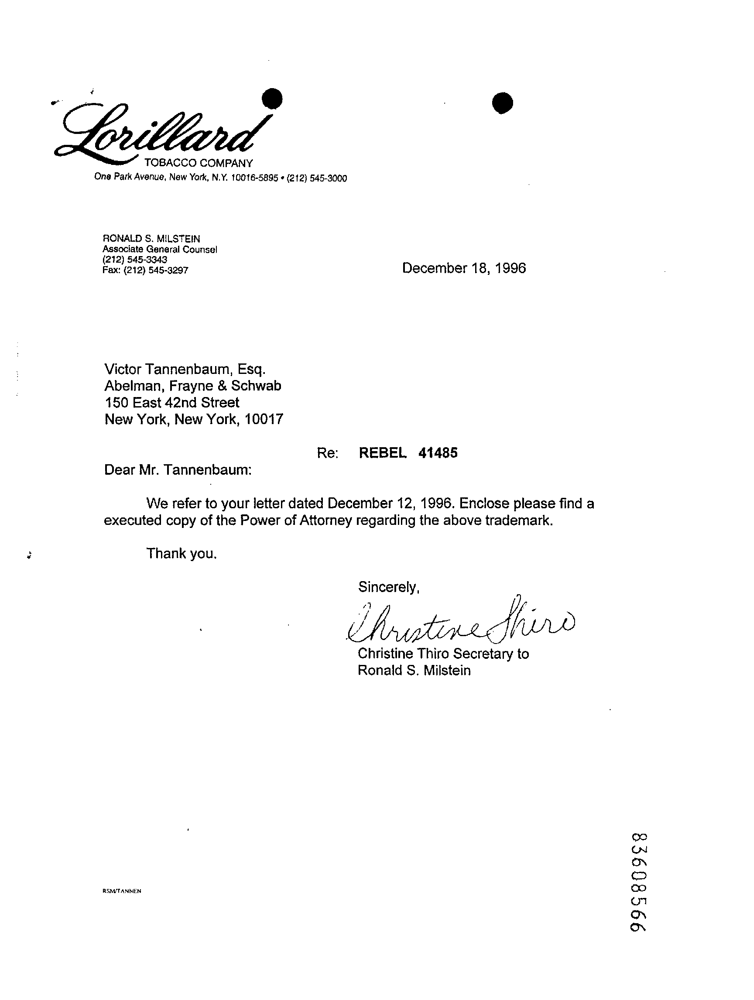 Lorillard
TOBACCO COMPANY
One Park Avenue, New York, N.Y. 10016-5895 • (212) 545-3000
RONALD S. MILSTEIN
Associate General Counsel
(212) 545-3343
Fax: (212) 545-3297
December 18, 1996
Victor Tannenbaum, Esq.
Abelman, Frayne & Schwab
150 East 42nd Street
New York, New York, 10017
Re: REBEL 41485
Dear Mr. Tannenbaum:
We refer to your letter dated December 12, 1996. Enclose please find a
executed copy of the Power of Attorney regarding the above trademark.
Thank you.
Sincerely,
Christine Thiro
Christine Thiro Secretary to
Ronald S. Milstein
RSM/TANNEN
83608566